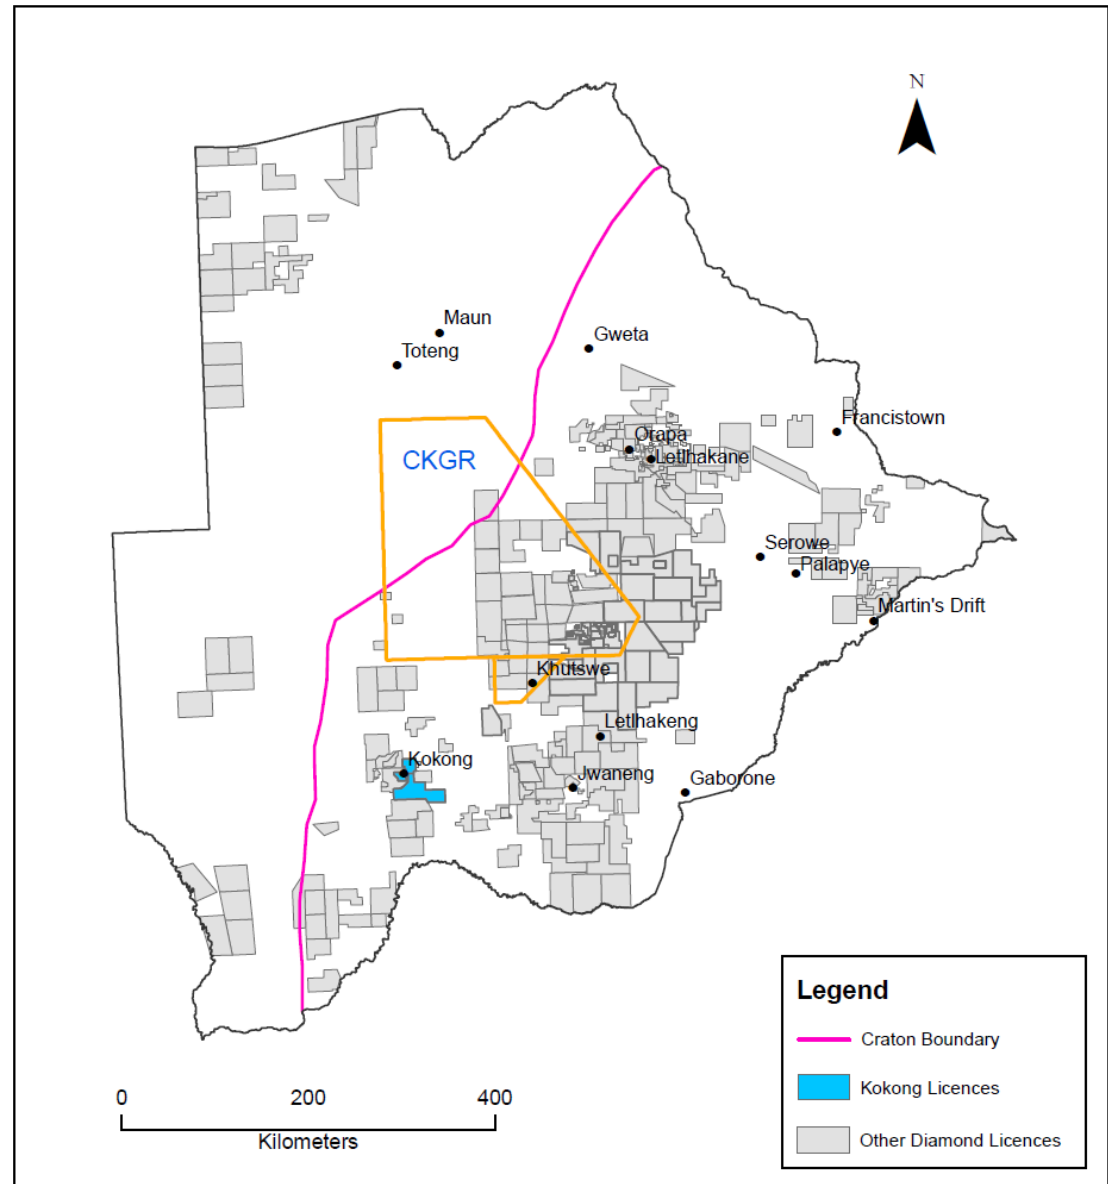 N
Maun
Toteng
Gweta
Francistown
Orapa
Letlhakane
CKGR
Serowe
Palapye
Martin's Drift
Khutswe
Letlhakeng
Kokong
Jwaneng
Gaborone
Legend
Craton Boundary
Kokong Licences
Other Diamond Licences
0 200 400
Kilometers